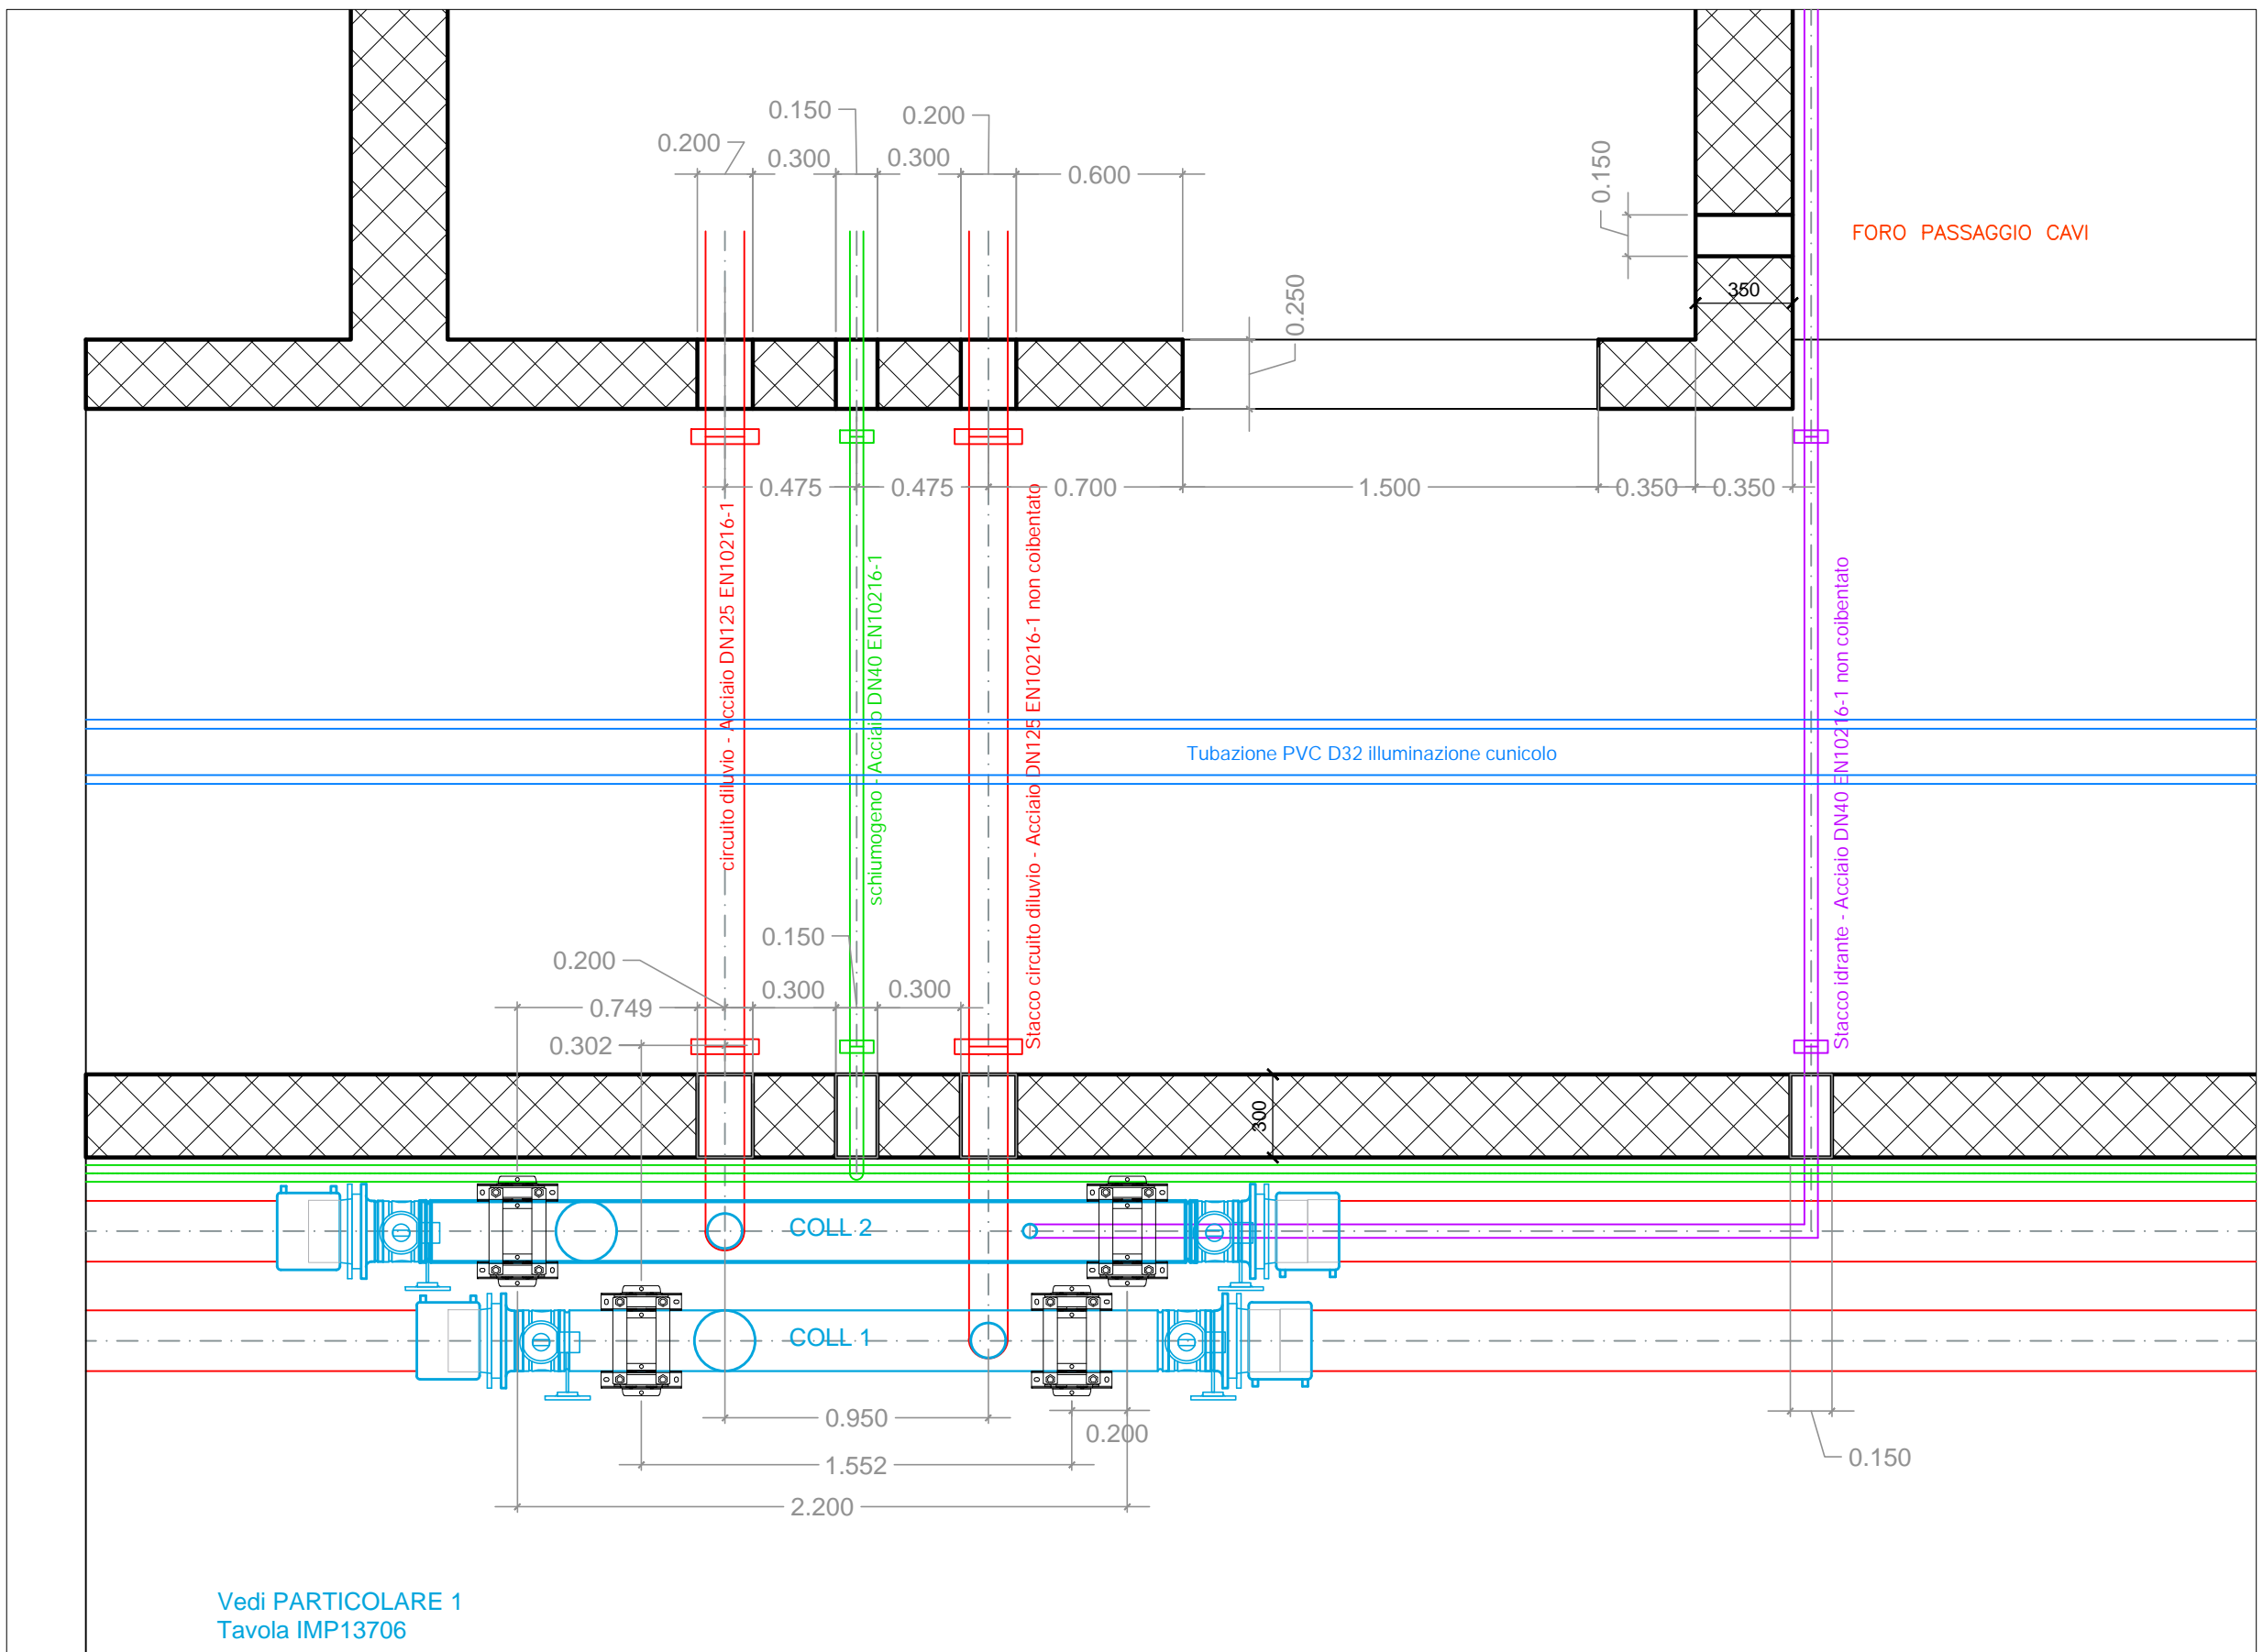 0.150
0.200
0.200
0.300
0.300
0.600
0.150
FORO PASSAGGIO CAVI
350
0.250
0.475
0.475
0.700
1.500
0.350
0.350
circuito diluvio - Acciaio DN125 EN10216-1
schiumogeno - Acciaio DN40 EN10216-1
Stacco circuito diluvio - Acciaio DN125 EN10216-1 non coibentato
Stacco idrante - Acciaio DN40 EN10216-1 non coibentato
Tubazione PVC D32 illuminazione cunicolo
0.150
0.200
0.300
0.300
0.749
0.302
300
COLL 2
COLL 1
0.950
0.200
0.150
1.552
2.200
Vedi PARTICOLARE 1
Tavola IMP13706